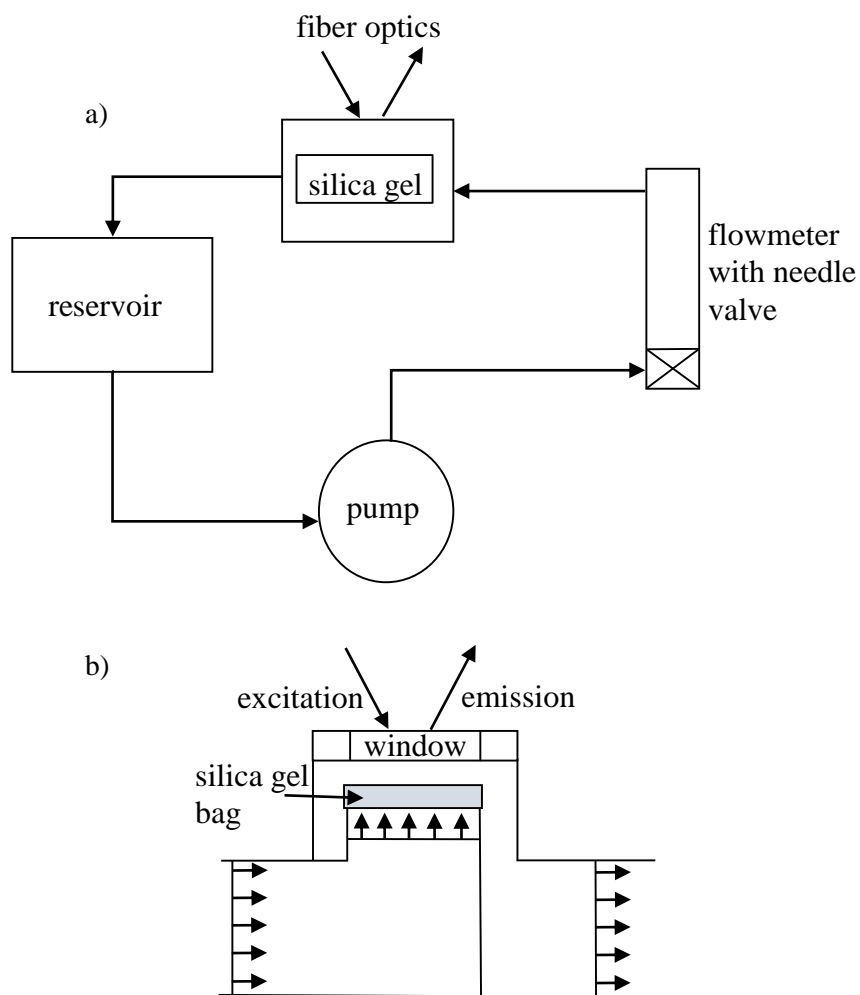 fiber optics
a)
silica gel
flowmeter
with needle
valve
reservoir
pump
b)
excitation
emission
window
silica gel
bag